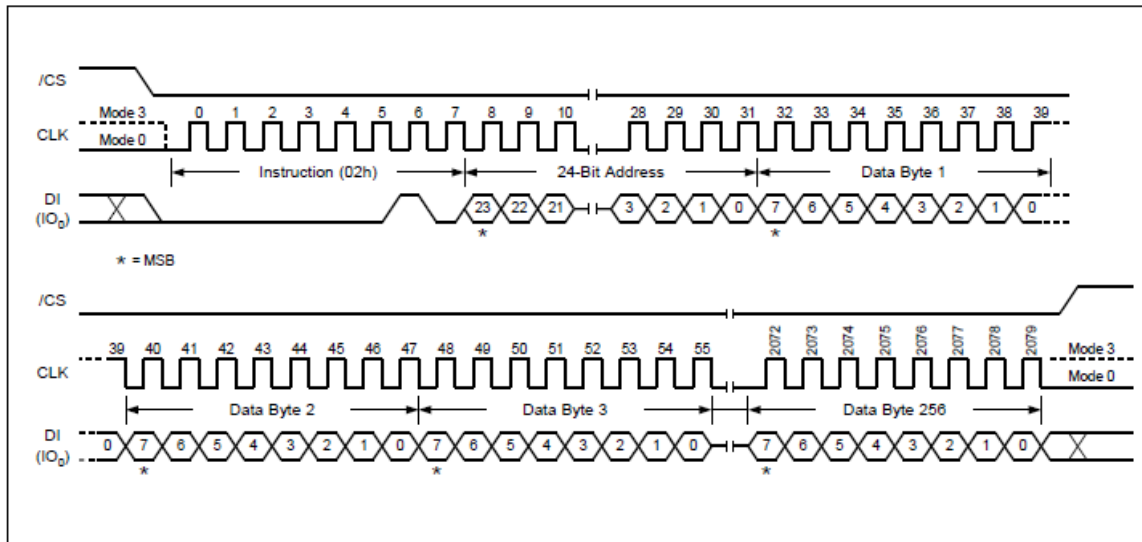 /CS
Mode 3 0 1 2 3 4 5 6 7 8 9 10 28 29 30 31 32 33 34 35 36 37 38 39
CLK Mode 0
Instruction (02h) 24-Bit Address Data Byte 1
DI
(IO₀) 23 22 21 3 2 1 0 7 6 5 4 3 2 1 0
* *
* = MSB
/CS
39 40 41 42 43 44 45 46 47 48 49 50 51 52 53 54 55 2072 2073 2074 2075 2076 2077 2078 2079 Mode 3
CLK Mode 0
Data Byte 2 Data Byte 3 Data Byte 256
DI
(IO₀) 0 7 6 5 4 3 2 1 0 7 6 5 4 3 2 1 0 7 6 5 4 3 2 1 0
* * *